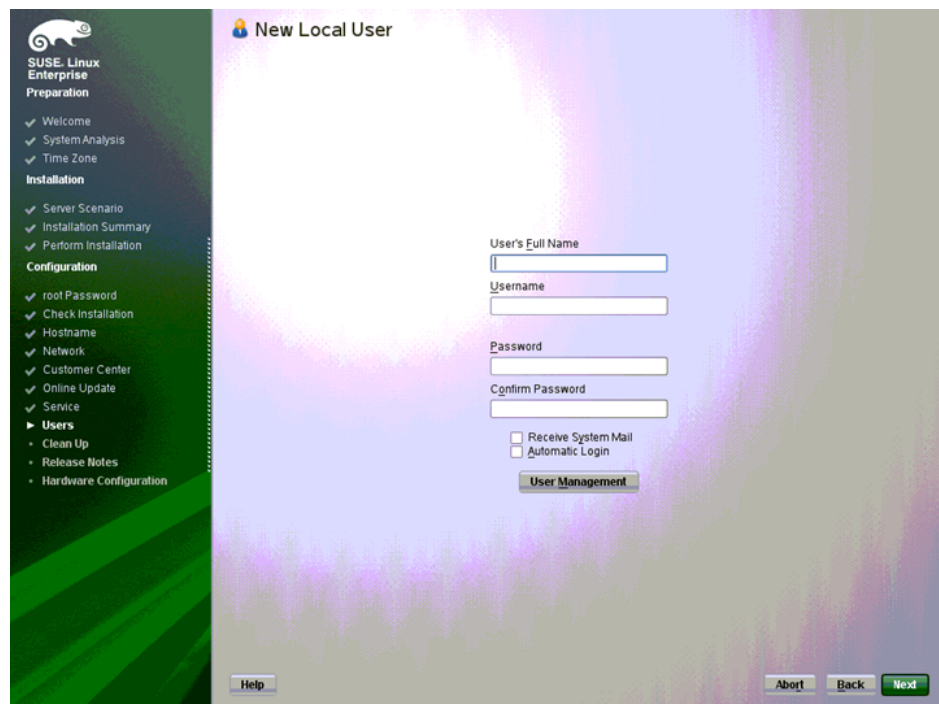 SUSE. Linux
Enterprise
Preparation
Welcome
System Analysis
Time Zone
Installation
Server Scenario
Installation Summary
Perform Installation
Configuration
root Password
Check Installation
Hostname
Network
Customer Center
Online Update
Service
Users
Clean Up
Release Notes
Hardware Configuration
New Local User
User's Full Name
Username
Password
Confirm Password
Receive System Mail
Automatic Login
User Management
Help
Abort
Back
Next